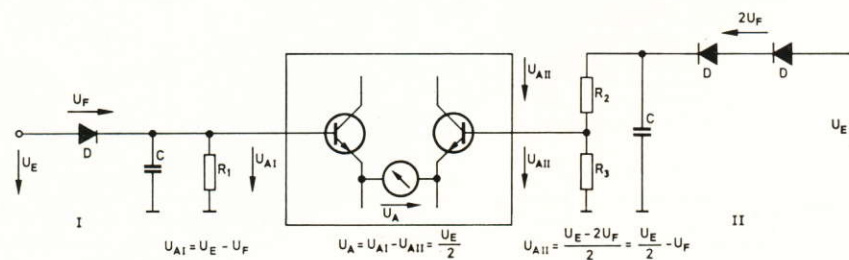 2U_F
U_AII
U_F
R_2
D
D
C
U_E
U_E
D
C
R_1
U_AI
U_AII
R_3
U_A
I
II
U_AI = U_E − U_F
U_A = U_AI − U_AII = U_E/2
U_AII = (U_E − 2U_F)/2 = U_E/2 − U_F